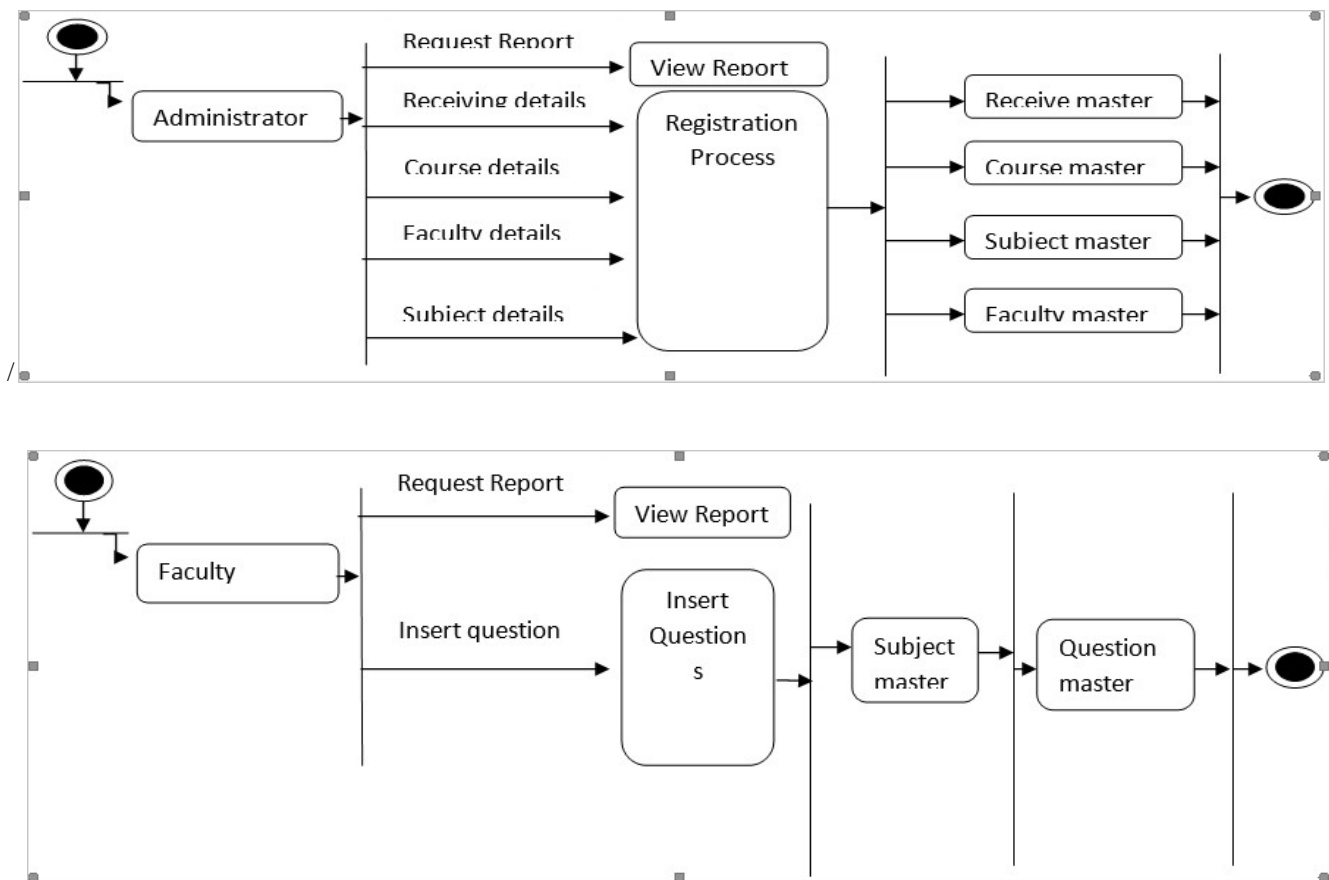 Request Report
View Report
Administrator
Receiving details
Registration
Process
Receive master
Course details
Course master
Faculty details
Subject master
Subject details
Faculty master
/
Request Report
View Report
Faculty
Insert question
Insert
Question
s
Subject
master
Question
master